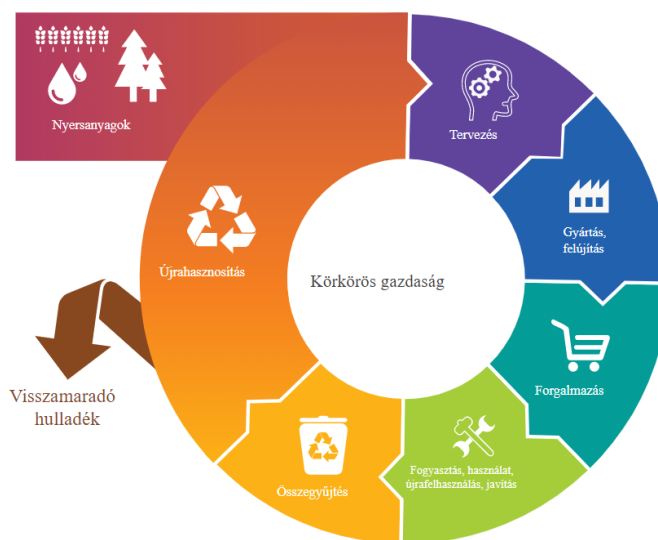 Nyersanyagok
Tervezés
Gyártás,
felújítás
Újrahasznosítás
Körkörös gazdaság
Forgalmazás
Visszamaradó
hulladék
Fogyasztás, használat,
újrafelhasználás, javítás
Összegyűjtés